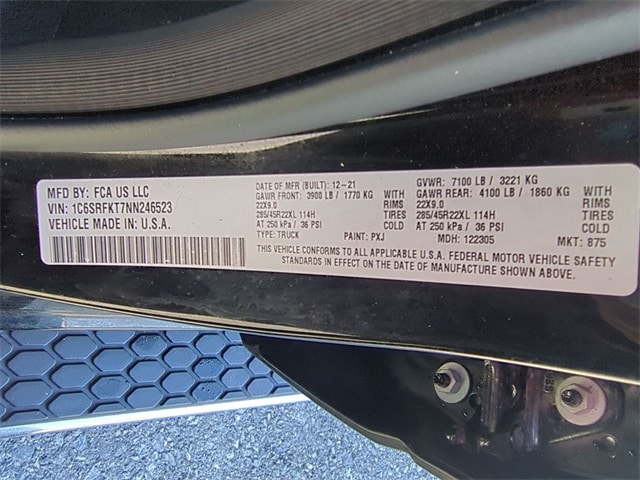 MFD BY: FCA US LLC
VIN: 1C6SRFKT7NN246523
VEHICLE MADE IN: U.S.A.
DATE OF MFR (BUILT): 12-21 GVWR: 7100 LB / 3221 KG
GAWR FRONT: 3900 LB / 1770 KG WITH GAWR REAR: 4100 LB / 1860 KG WITH
22X9.0 RIMS 22X9.0 RIMS
285/45R22XL 114H TIRES 285/45R22XL 114H TIRES
AT 250 kPa / 36 PSI COLD AT 250 kPa / 36 PSI COLD
TYPE: TRUCK PAINT: PXJ MDH: 122305 MKT: 875
THIS VEHICLE CONFORMS TO ALL APPLICABLE U.S.A. FEDERAL MOTOR VEHICLE SAFETY
STANDARDS IN EFFECT ON THE DATE OF MANUFACTURE SHOWN ABOVE.